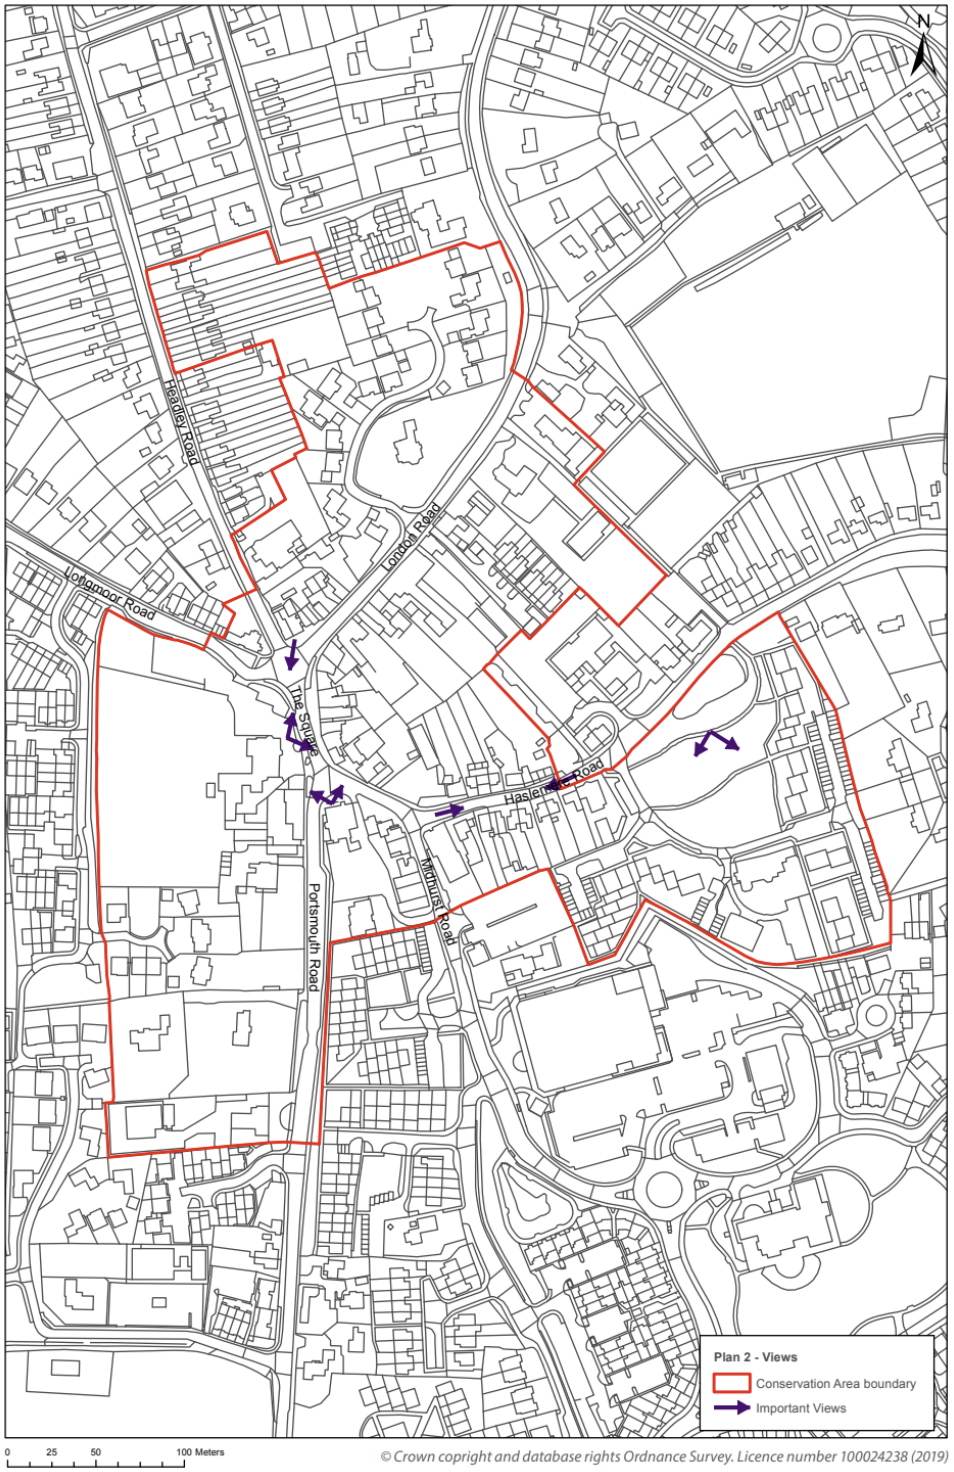 N
Headley Road
London Road
Longmoor Road
The Square
Haslemere Road
Midhurst Road
Portsmouth Road
Plan 2 - Views
Conservation Area boundary
Important Views
0 25 50 100 Meters
© Crown copright and database rights Ordnance Survey. Licence number 100024238 (2019)